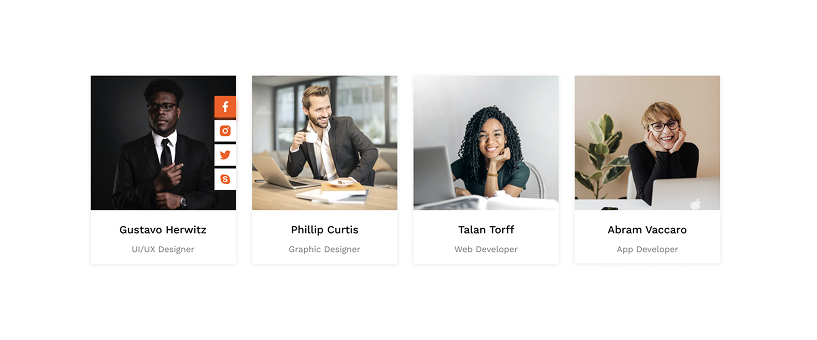 Gustavo Herwitz
UI/UX Designer
Phillip Curtis
Graphic Designer
Talan Torff
Web Developer
Abram Vaccaro
App Developer